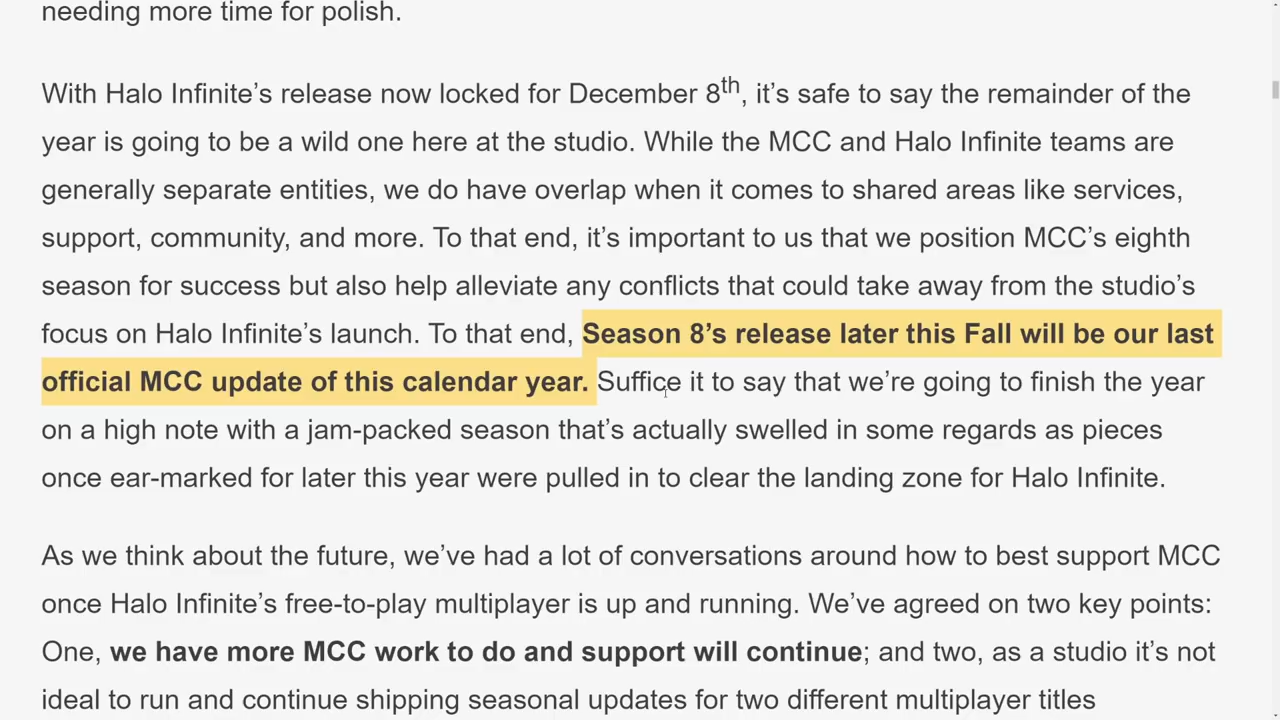 needing more time for polish.
With Halo Infinite’s release now locked for December 8th, it’s safe to say the remainder of the
year is going to be a wild one here at the studio. While the MCC and Halo Infinite teams are
generally separate entities, we do have overlap when it comes to shared areas like services,
support, community, and more. To that end, it’s important to us that we position MCC’s eighth
season for success but also help alleviate any conflicts that could take away from the studio’s
focus on Halo Infinite’s launch. To that end, Season 8’s release later this Fall will be our last
official MCC update of this calendar year. Suffice it to say that we’re going to finish the year
on a high note with a jam-packed season that’s actually swelled in some regards as pieces
once ear-marked for later this year were pulled in to clear the landing zone for Halo Infinite.
As we think about the future, we’ve had a lot of conversations around how to best support MCC
once Halo Infinite’s free-to-play multiplayer is up and running. We’ve agreed on two key points:
One, we have more MCC work to do and support will continue; and two, as a studio it’s not
ideal to run and continue shipping seasonal updates for two different multiplayer titles